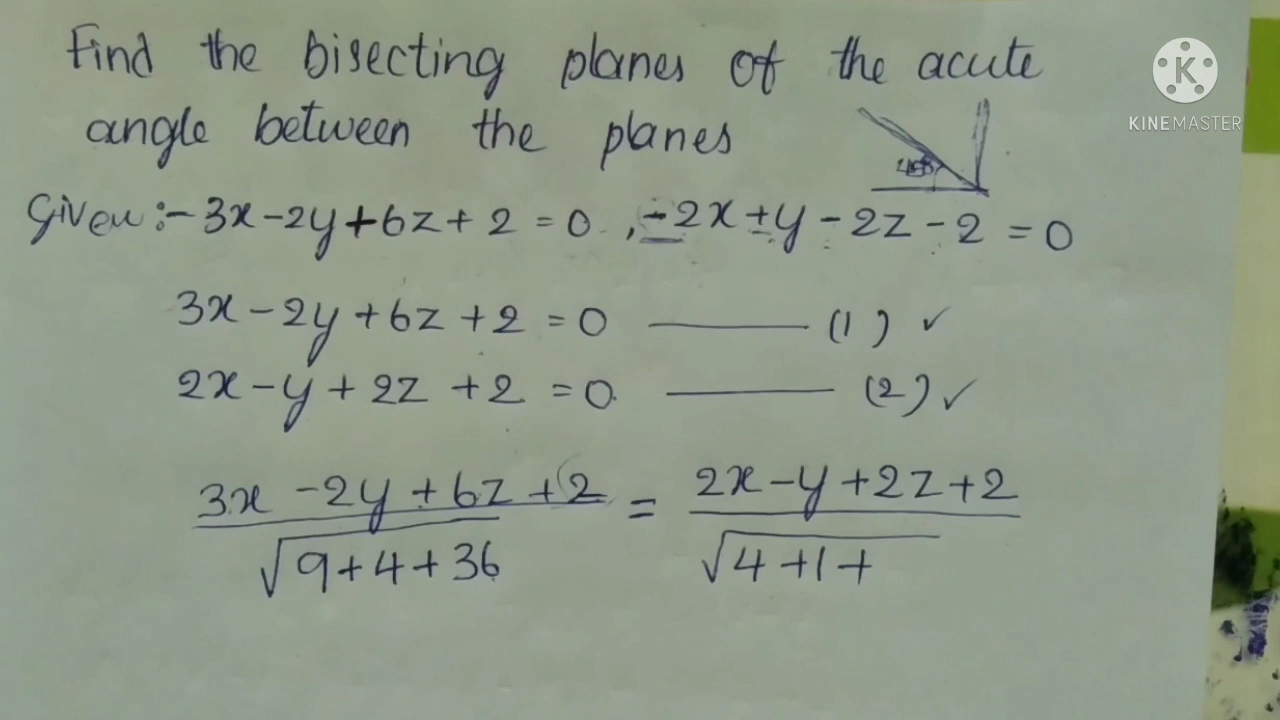 Find the bisecting planes of the acute
angle between the planes
KINEMASTER
Given :- 3x - 2y + 6z + 2 = 0 , -2x + y - 2z - 2 = 0
3x - 2y + 6z + 2 = 0 ——— (1) ✓
2x - y + 2z + 2 = 0 ——— (2) ✓
3x - 2y + 6z + 2 = 2x - y + 2z + 2
√9+4+36 √4+1+